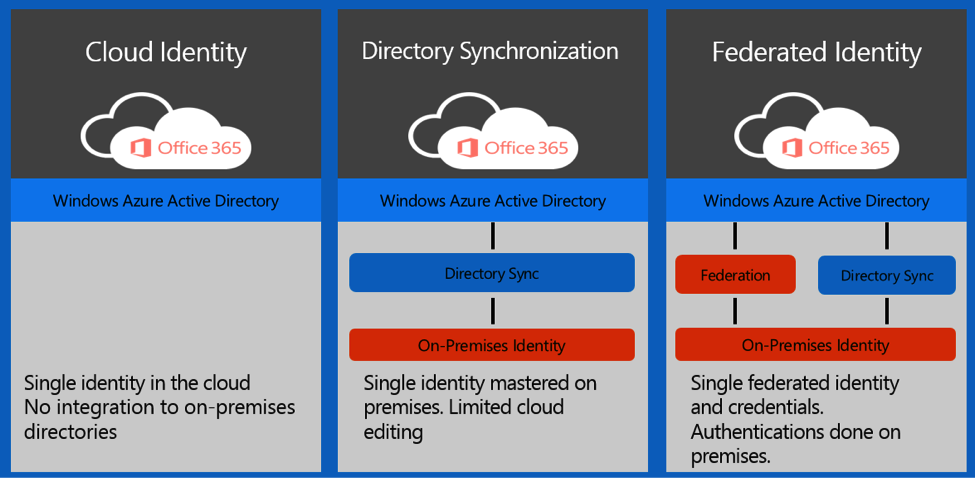 Cloud Identity
Office 365
Windows Azure Active Directory
Single identity in the cloud
No integration to on-premises
directories
Directory Synchronization
Office 365
Windows Azure Active Directory
Directory Sync
On-Premises Identity
Single identity mastered on
premises. Limited cloud
editing
Federated Identity
Office 365
Windows Azure Active Directory
Federation
Directory Sync
On-Premises Identity
Single federated identity
and credentials.
Authentications done on
premises.